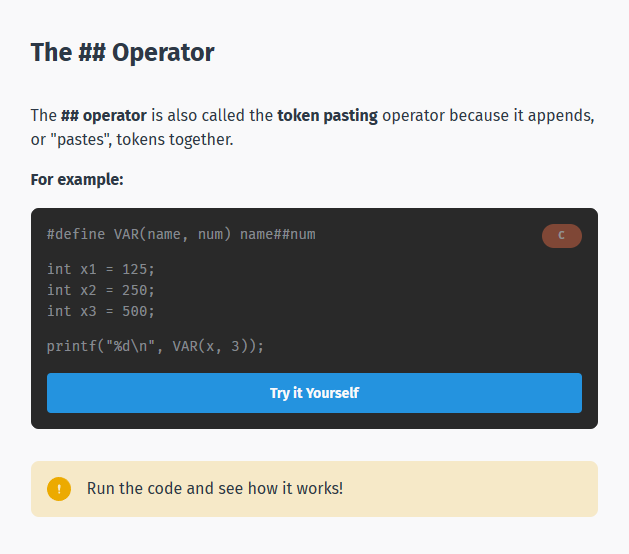 The ## Operator
The ## operator is also called the token pasting operator because it appends,
or "pastes", tokens together.
For example:
#define VAR(name, num) name##num
C
int x1 = 125;
int x2 = 250;
int x3 = 500;
printf("%d\n", VAR(x, 3));
Try it Yourself
! Run the code and see how it works!